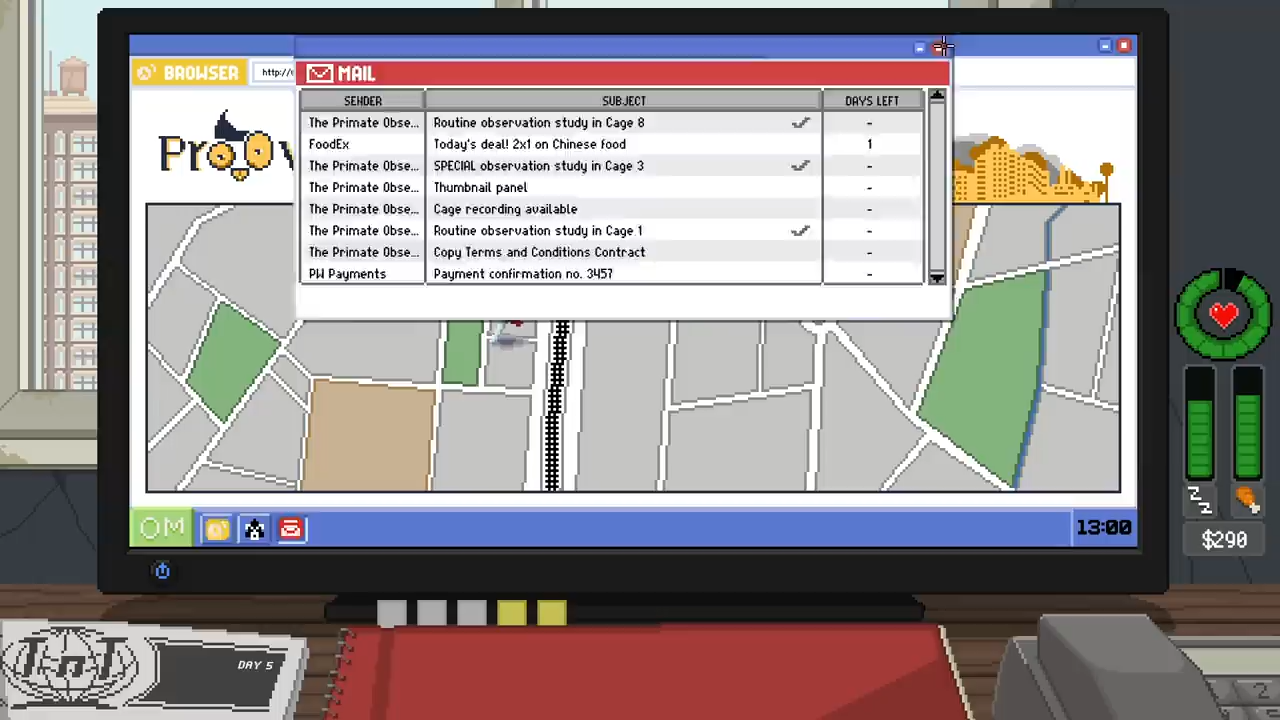 BROWSER
http://
MAIL
SENDER SUBJECT DAYS LEFT
The Primate Obse... Routine observation study in Cage 8 -
FoodEx Today's deal! 2x1 on Chinese food 1
The Primate Obse... SPECIAL observation study in Cage 3 -
The Primate Obse... Thumbnail panel -
The Primate Obse... Cage recording available -
The Primate Obse... Routine observation study in Cage 1 -
The Primate Obse... Copy Terms and Conditions Contract -
PW Payments Payment confirmation no. 3457 -
OM
13:00
$290
TnT
DAY 5
2